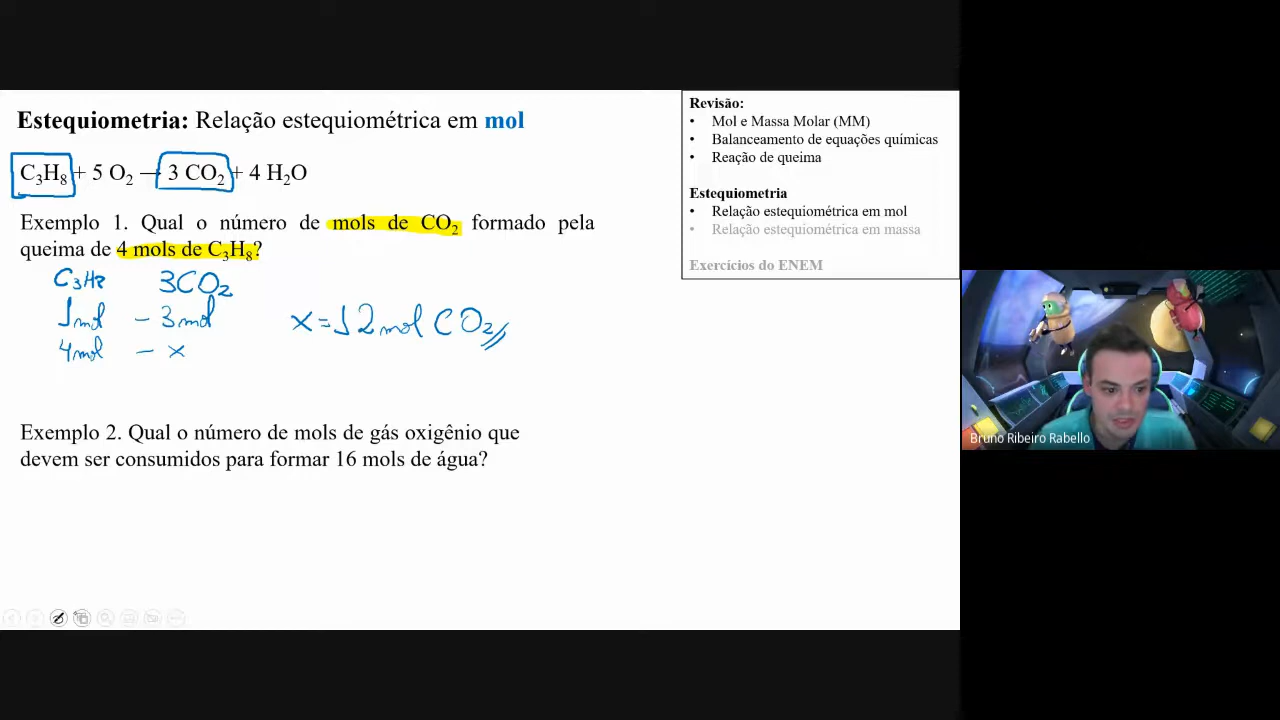 Estequiometria: Relação estequiométrica em mol
C₃H₈ + 5 O₂ → 3 CO₂ + 4 H₂O
Exemplo 1. Qual o número de mols de CO₂ formado pela
queima de 4 mols de C₃H₈?
C₃H₈ 3CO₂
1mol - 3mol
4mol - x
x=12mol CO₂//
Exemplo 2. Qual o número de mols de gás oxigênio que
devem ser consumidos para formar 16 mols de água?
Revisão:
• Mol e Massa Molar (MM)
• Balanceamento de equações químicas
• Reação de queima
Estequiometria
• Relação estequiométrica em mol
• Relação estequiométrica em massa
Exercícios do ENEM
Bruno Ribeiro Rabello